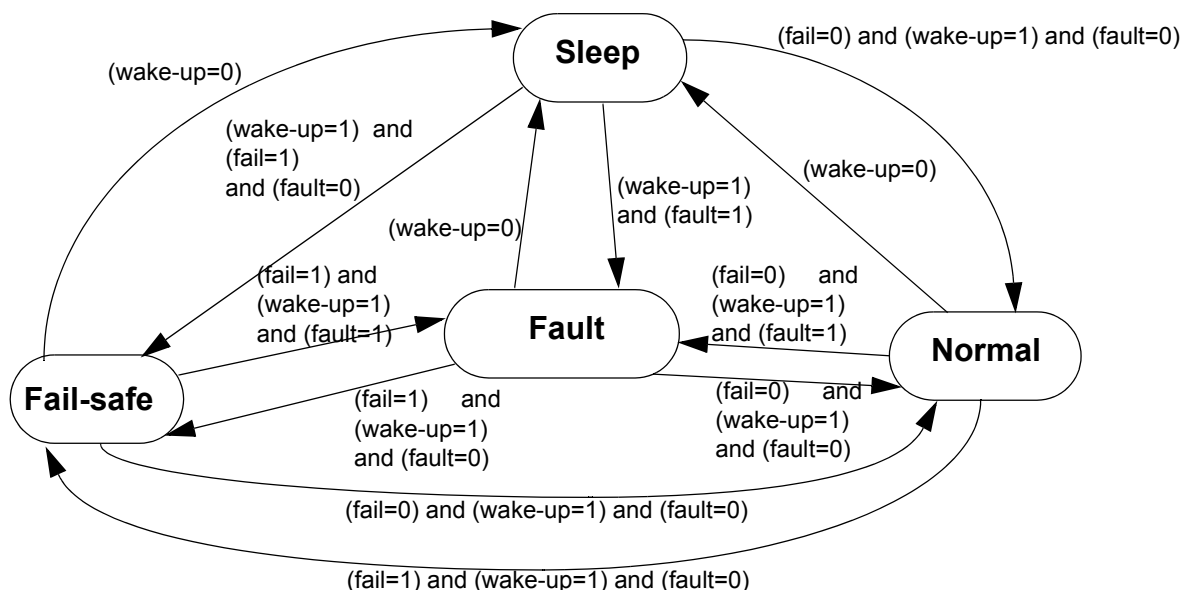 Sleep
(fail=0) and (wake-up=1) and (fault=0)
(wake-up=0)
(wake-up=1) and
(fail=1)
and (fault=0)
(wake-up=0)
(wake-up=1)
and (fault=1)
(wake-up=0)
(fail=1) and
(wake-up=1)
and (fault=1)
(fail=0) and
(wake-up=1)
and (fault=1)
Fault
Normal
Fail-safe
(fail=1) and
(wake-up=1)
and (fault=0)
(fail=0) and
(wake-up=1)
and (fault=0)
(fail=0) and (wake-up=1) and (fault=0)
(fail=1) and (wake-up=1) and (fault=0)